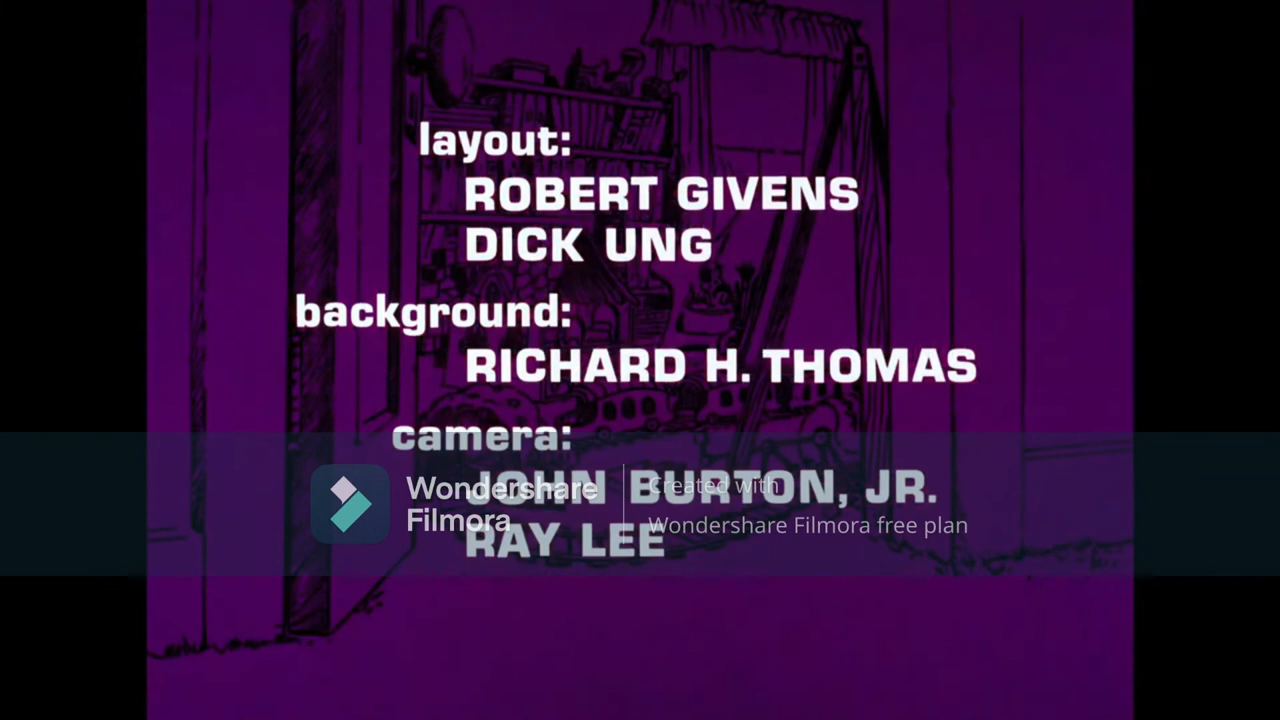 layout:
ROBERT GIVENS
DICK UNG
background:
RICHARD H. THOMAS
camera:
JOHN BURTON, JR.
RAY LEE
Wondershare
Filmora
Created with
Wondershare Filmora free plan